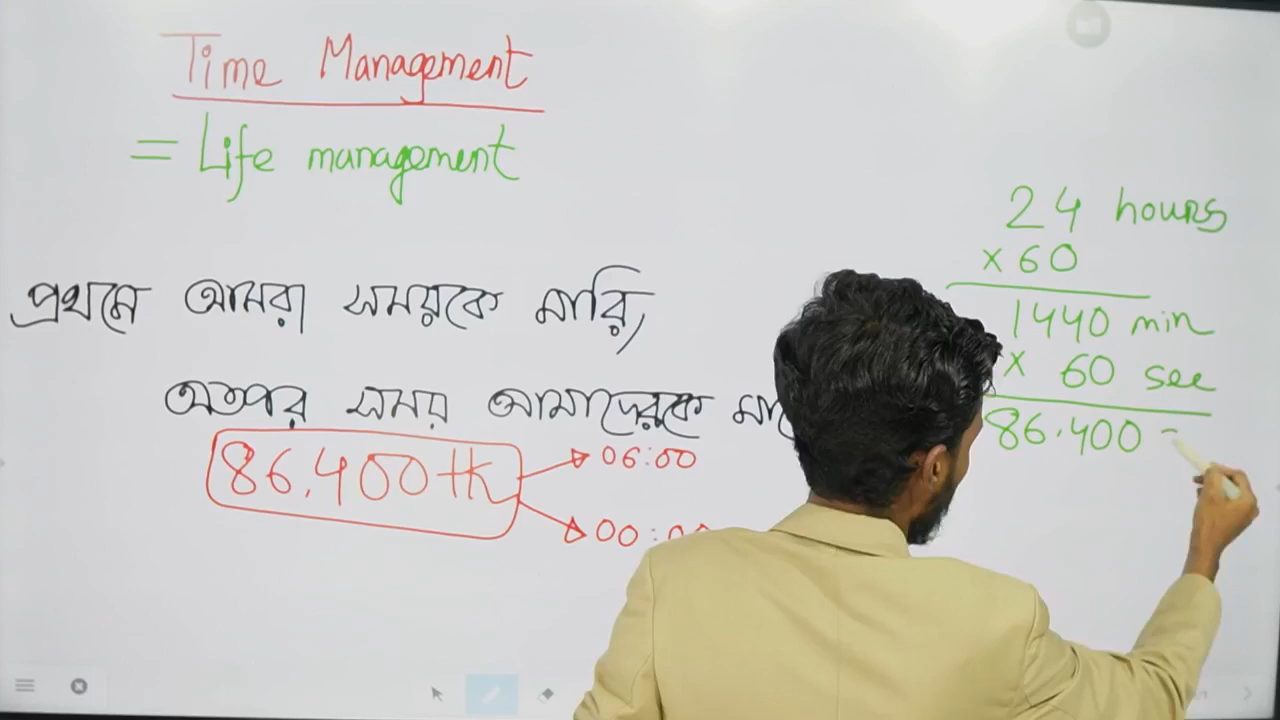 Time Management
= Life management
প্রথমে আমরা সময়কে মারি,
অতপর সময় আমাদেরকে
86,400 tk
06:00
00:
24 hours
× 60
1440 min
× 60 sec
86.400